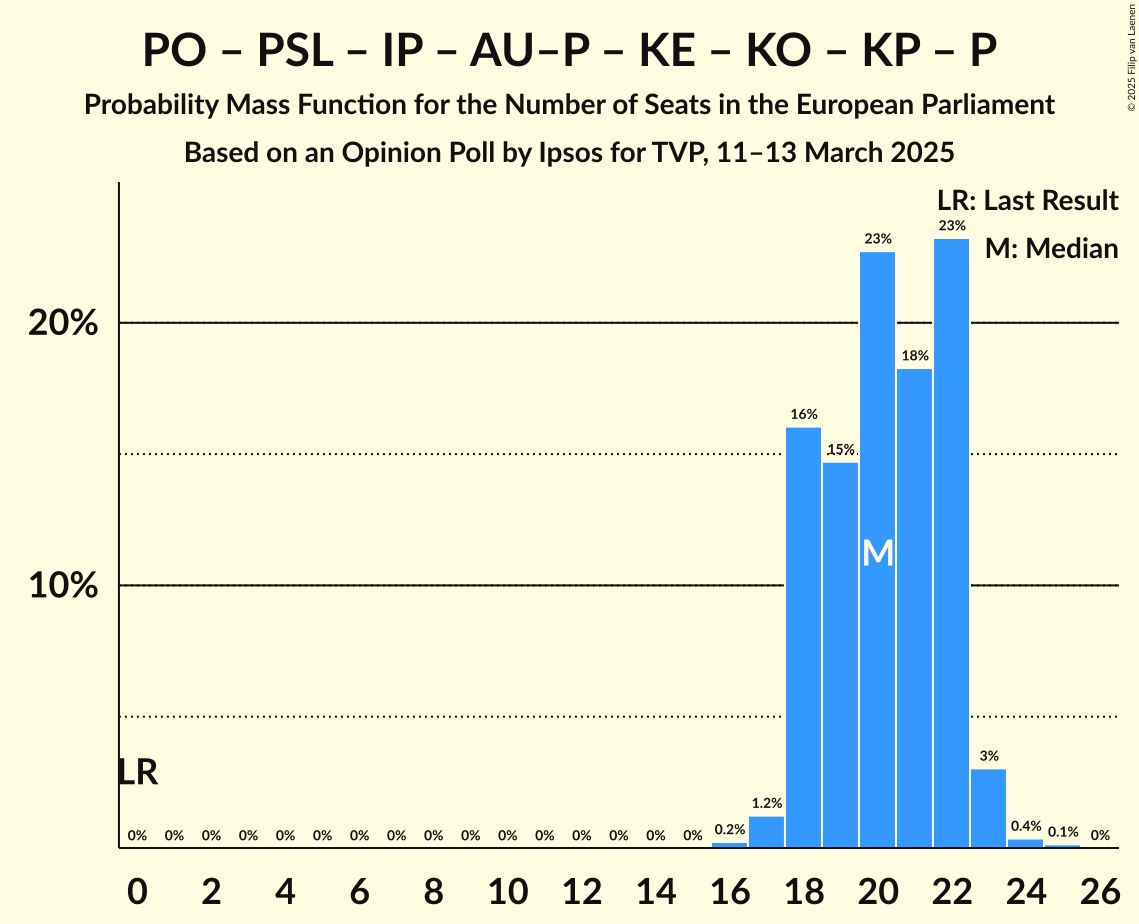 PO – PSL – IP – AU–P – KE – KO – KP – P
Probability Mass Function for the Number of Seats in the European Parliament
Based on an Opinion Poll by Ipsos for TVP, 11–13 March 2025
© 2025 Filip van Laenen
LR: Last Result
M: Median
20%
10%
23%
23%
18%
16%
15%
M
LR
3%
1.2%
0% 0% 0% 0% 0% 0% 0% 0% 0% 0% 0% 0% 0% 0% 0% 0% 0.2% 0.4% 0.1% 0%
0 2 4 6 8 10 12 14 16 18 20 22 24 26